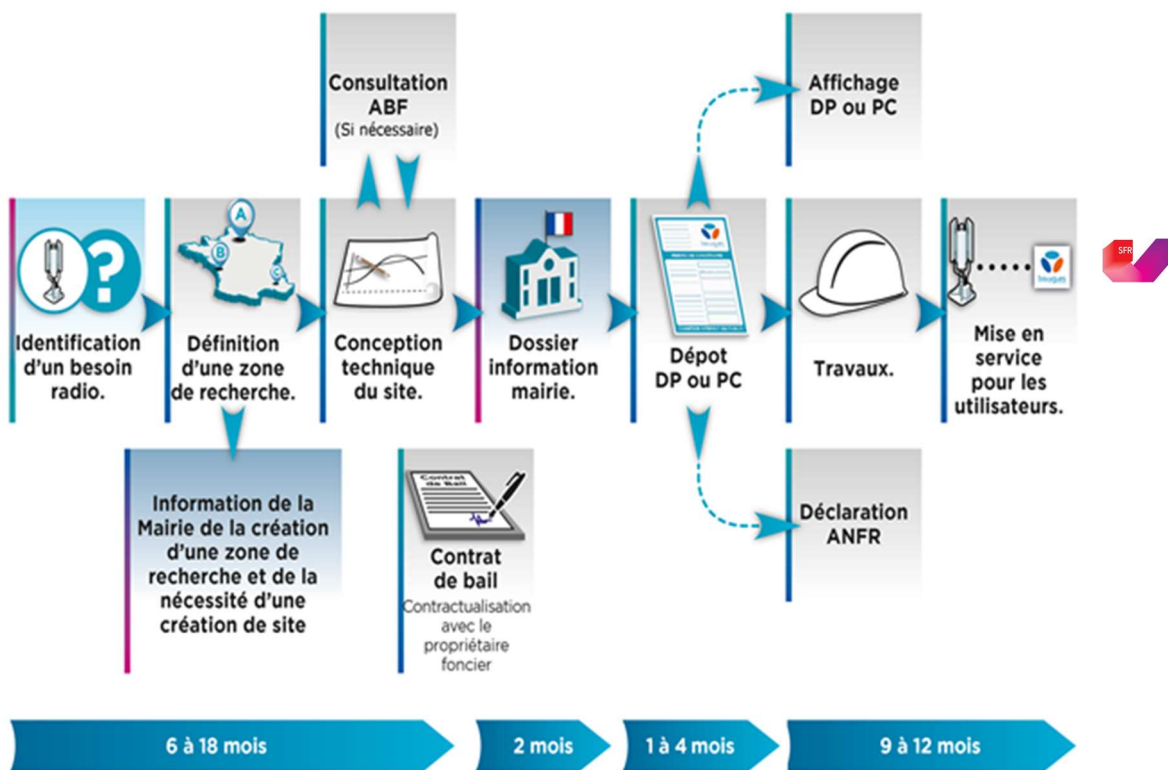 Consultation
ABF
(Si nécessaire)
Affichage
DP ou PC
A
B
C
SFR
Identification
d'un besoin
radio.
Définition
d'une zone
de recherche.
Conception
technique
du site.
Dossier
information
mairie.
Dépot
DP ou PC
Travaux.
Mise en
service
pour les
utilisateurs.
Information de la
Mairie de la création
d'une zone de
recherche et de la
nécessité d'une
création de site
Contrat
de Bail
Contrat
de bail
Contractualisation
avec le
propriétaire
foncier
Déclaration
ANFR
6 à 18 mois
2 mois
1 à 4 mois
9 à 12 mois